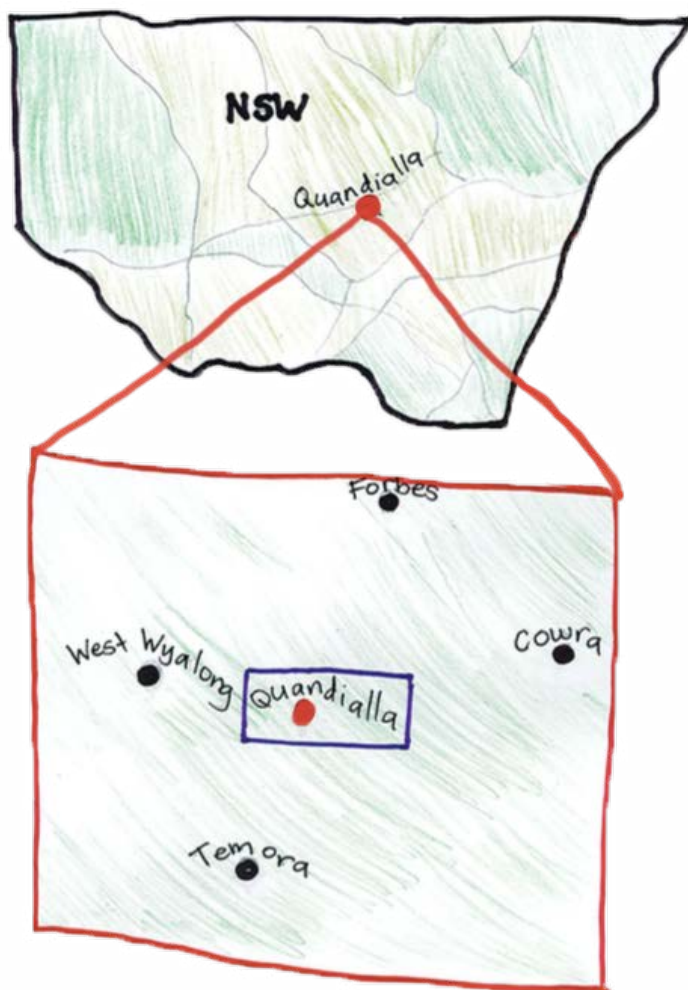 NSW
Quandialla
Forbes
Cowra
West Wyalong
Quandialla
Temora